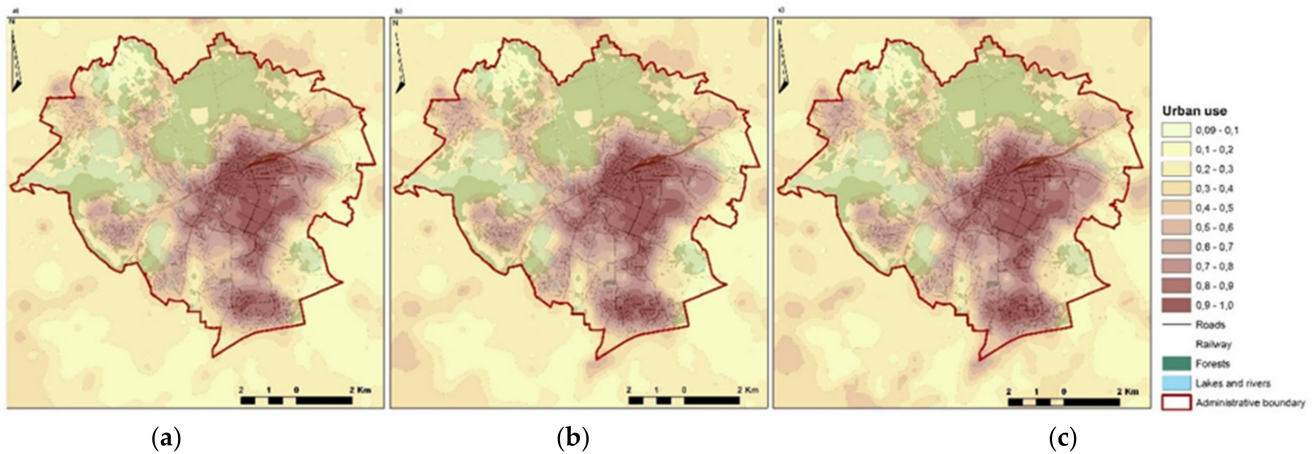 a)
b)
c)
N
N
N
Urban use
0,09 - 0,1
0,1 - 0,2
0,2 - 0,3
0,3 - 0,4
0,4 - 0,5
0,5 - 0,6
0,6 - 0,7
0,7 - 0,8
0,8 - 0,9
0,9 - 1,0
Roads
Railway
Forests
Lakes and rivers
Administrative boundary
2 1 0 2 Km
2 1 0 2 Km
2 1 0 2 Km
(a)
(b)
(c)